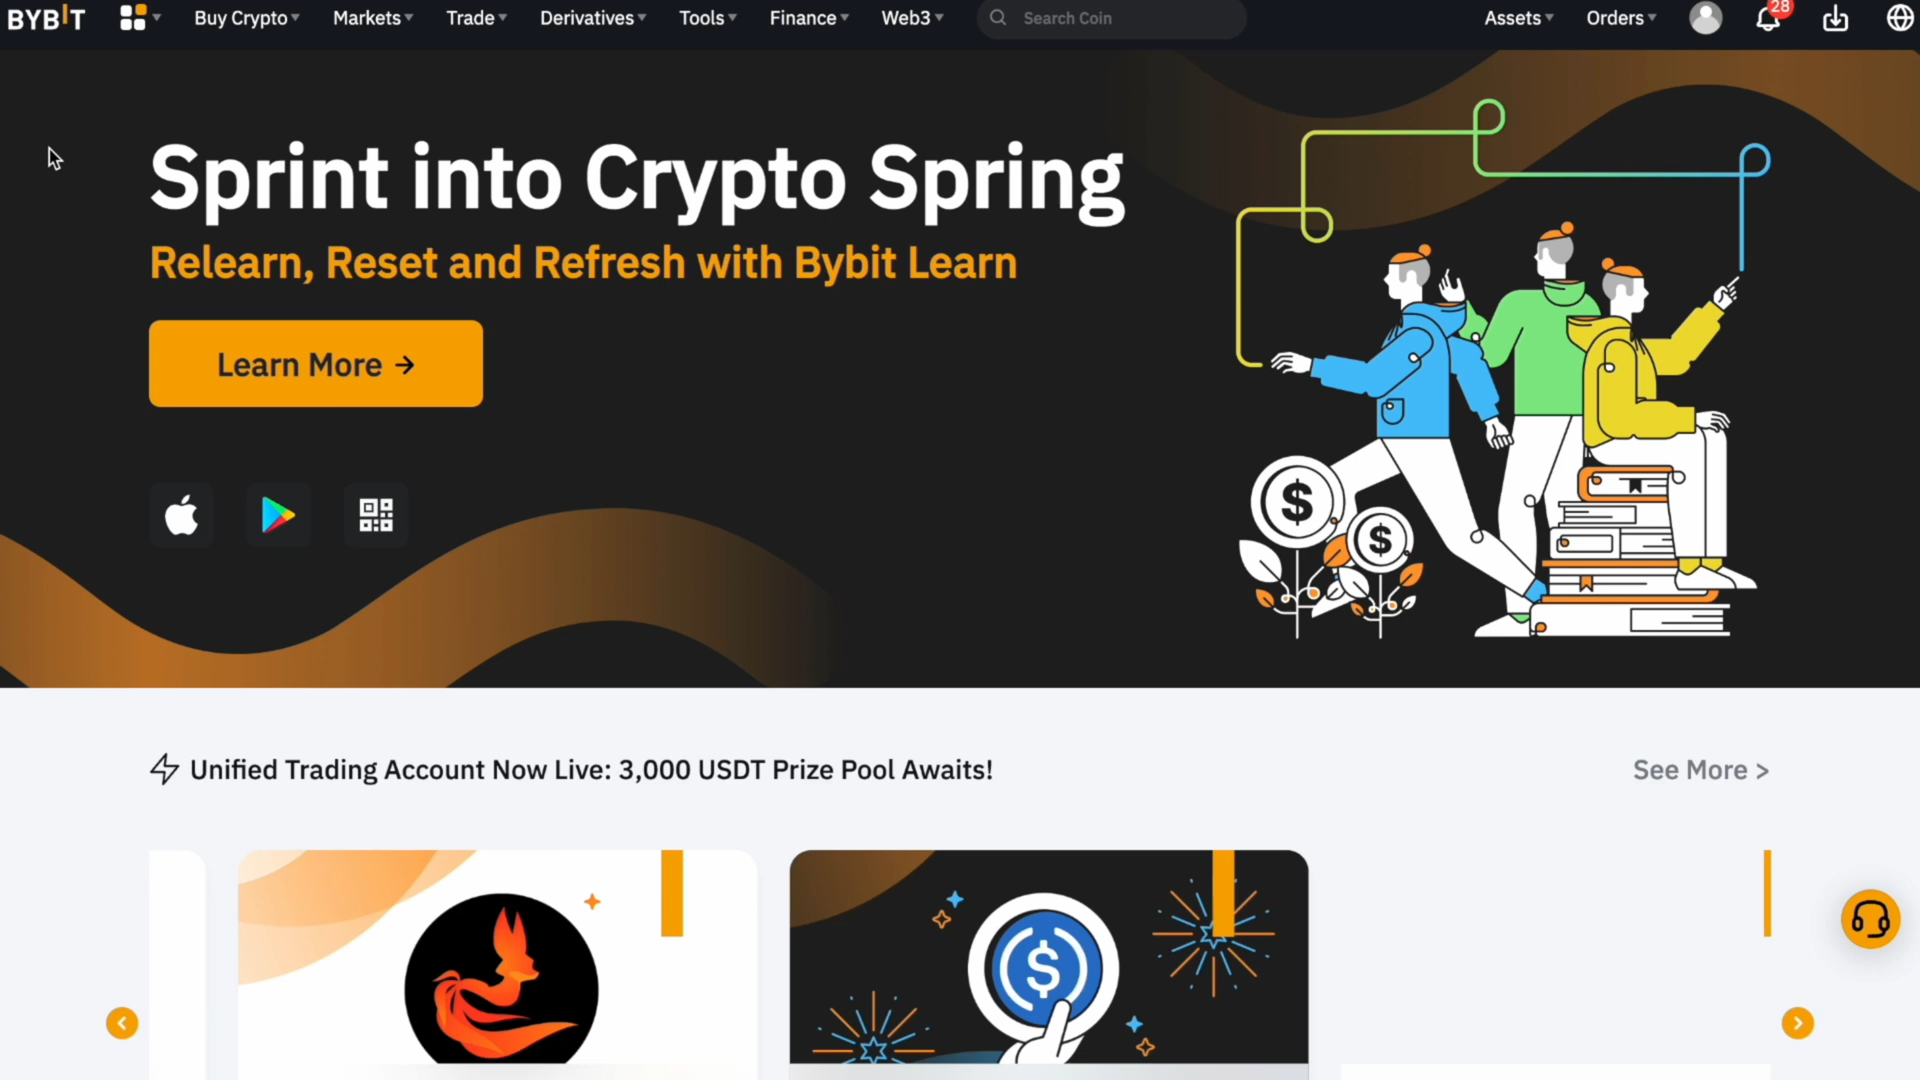 BYBIT
Buy Crypto
Markets
Trade
Derivatives
Tools
Finance
Web3
Search Coin
Assets
Orders
28
Sprint into Crypto Spring
Relearn, Reset and Refresh with Bybit Learn
Learn More →
$
$
Unified Trading Account Now Live: 3,000 USDT Prize Pool Awaits!
See More >
$